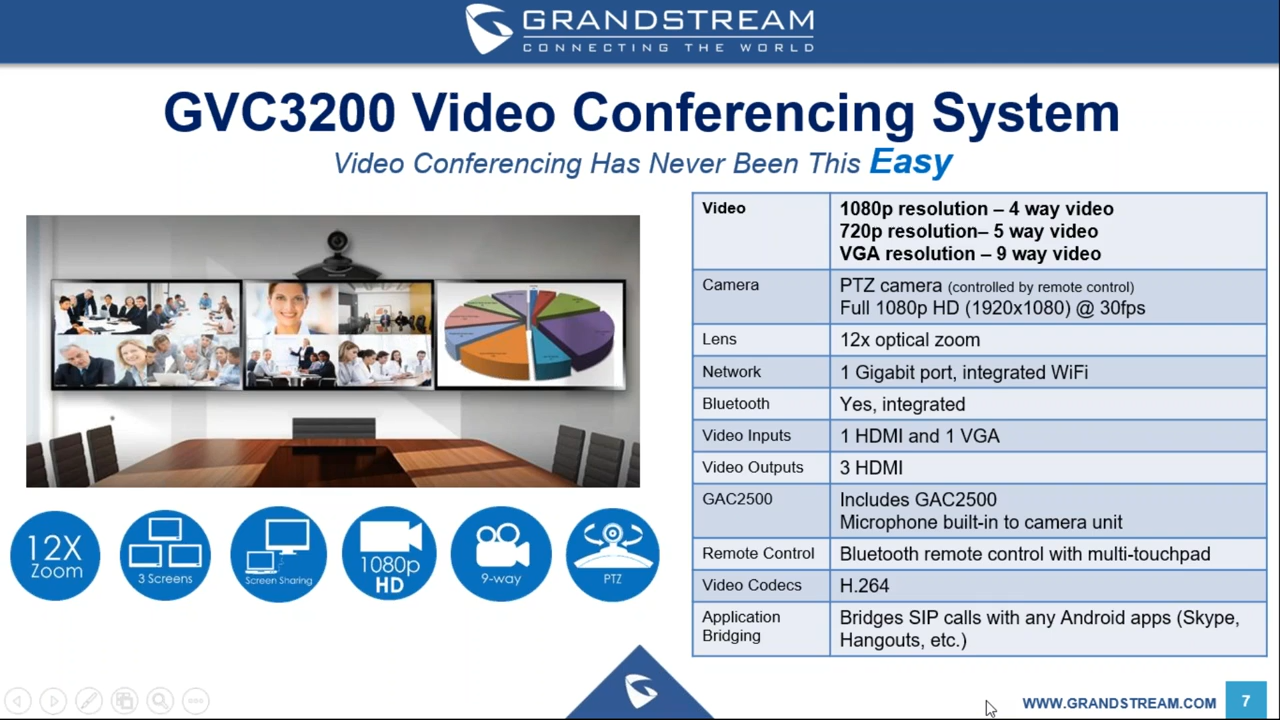 GRANDSTREAM
CONNECTING THE WORLD
GVC3200 Video Conferencing System
Video Conferencing Has Never Been This Easy
Video
1080p resolution – 4 way video
720p resolution– 5 way video
VGA resolution – 9 way video
Camera
PTZ camera (controlled by remote control)
Full 1080p HD (1920x1080) @ 30fps
Lens
12x optical zoom
Network
1 Gigabit port, integrated WiFi
Bluetooth
Yes, integrated
Video Inputs
1 HDMI and 1 VGA
Video Outputs
3 HDMI
GAC2500
Includes GAC2500
Microphone built-in to camera unit
Remote Control
Bluetooth remote control with multi-touchpad
Video Codecs
H.264
Application
Bridging
Bridges SIP calls with any Android apps (Skype,
Hangouts, etc.)
12X
Zoom
3 Screens
Screen Sharing
1080p
HD
9-way
PTZ
WWW.GRANDSTREAM.COM
7